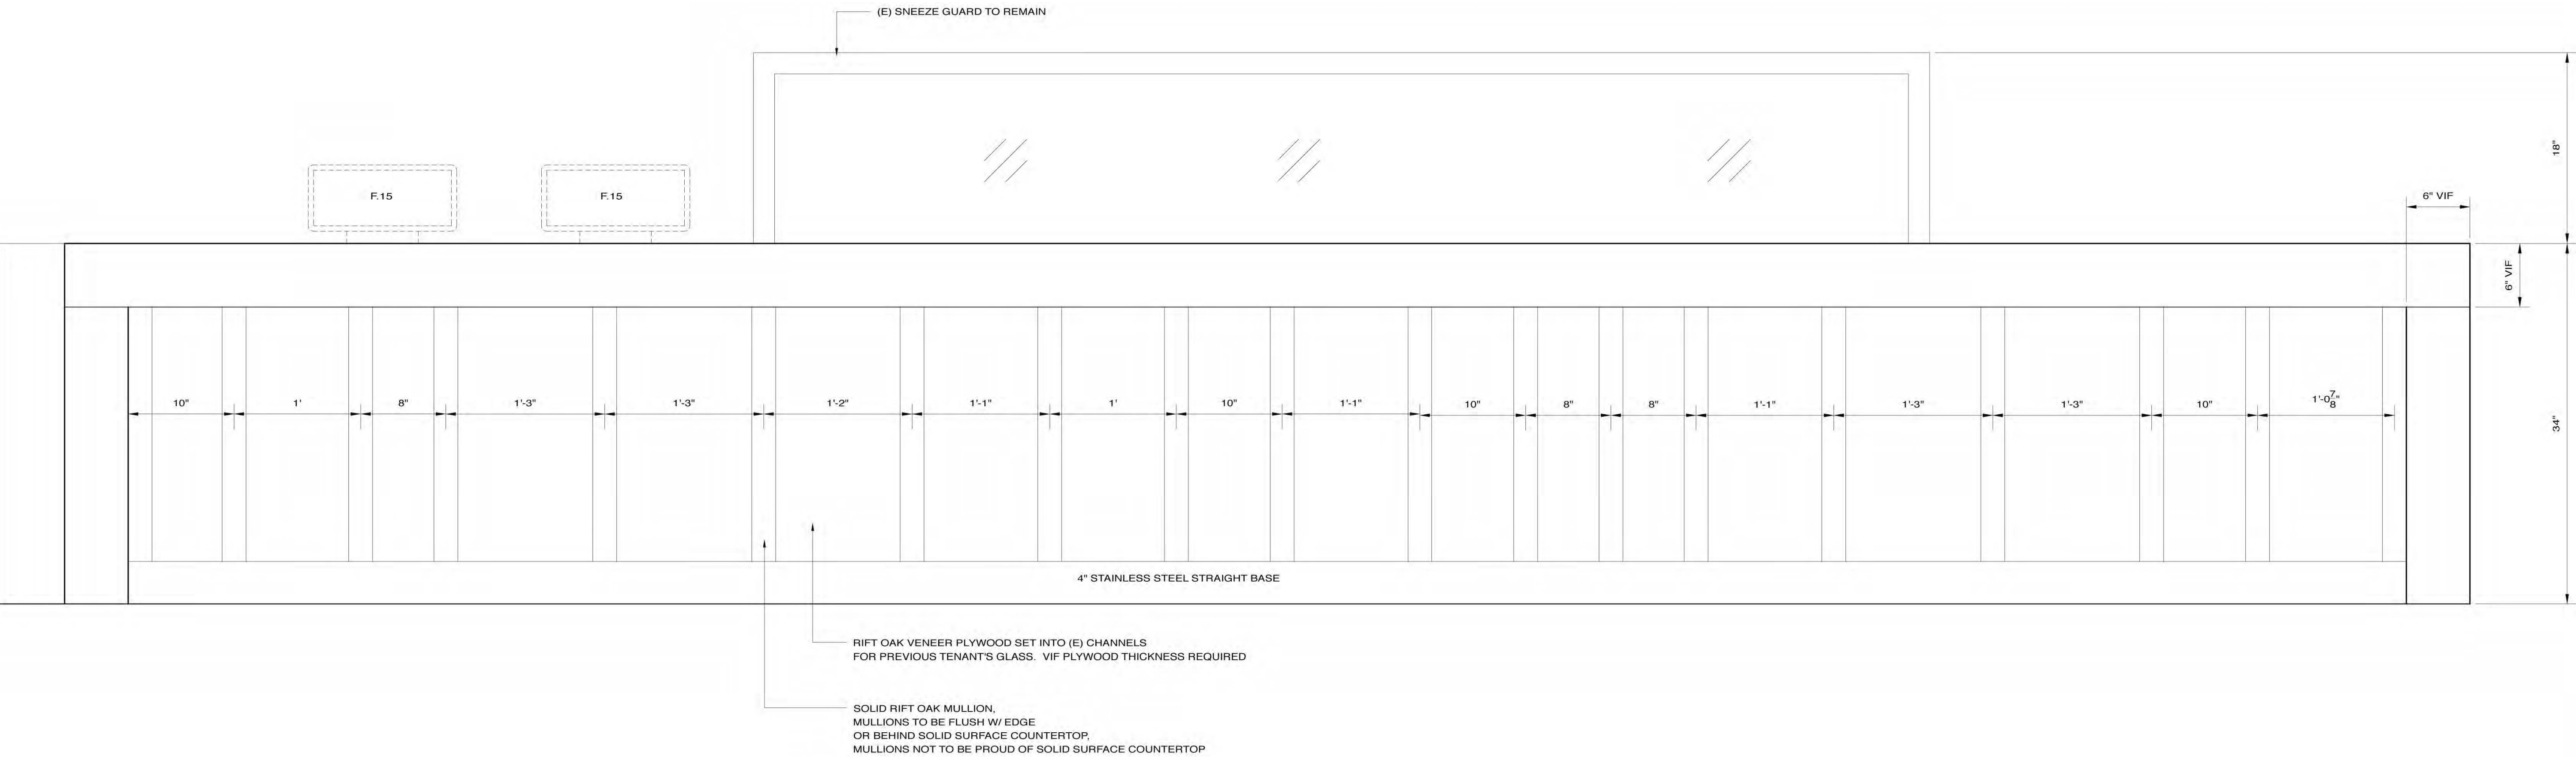 (E) SNEEZE GUARD TO REMAIN
18"
6" VIF
F.15
F.15
6" VIF
10"
1'
8"
1'-3"
1'-3"
1'-2"
1'-1"
1'
10"
1'-1"
10"
8"
8"
1'-1"
1'-3"
1'-3"
10"
1'-0 7/8"
34"
4" STAINLESS STEEL STRAIGHT BASE
RIFT OAK VENEER PLYWOOD SET INTO (E) CHANNELS
FOR PREVIOUS TENANT'S GLASS. VIF PLYWOOD THICKNESS REQUIRED
SOLID RIFT OAK MULLION,
MULLIONS TO BE FLUSH W/ EDGE
OR BEHIND SOLID SURFACE COUNTERTOP,
MULLIONS NOT TO BE PROUD OF SOLID SURFACE COUNTERTOP